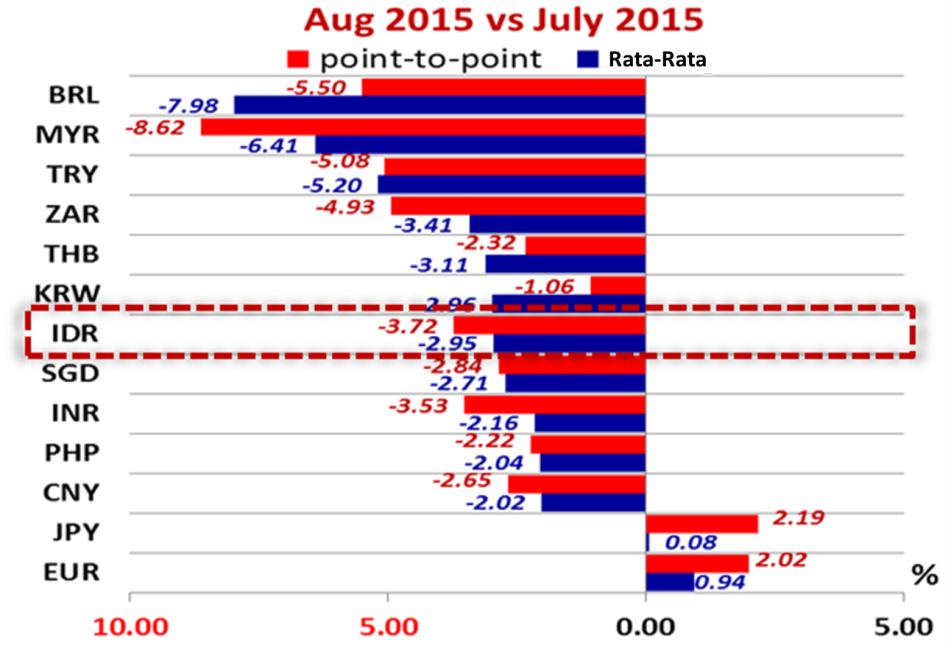 Aug 2015 vs July 2015
point-to-point Rata-Rata
BRL -5.50
-7.98
MYR -8.62
-6.41
TRY -5.08
-5.20
ZAR -4.93
-3.41
THB -2.32
-3.11
KRW -1.06
-2.96
IDR -3.72
-2.95
SGD -2.84
-2.71
INR -3.53
-2.16
PHP -2.22
-2.04
CNY -2.65
-2.02
JPY 2.19
0.08
EUR 2.02
0.94 %
10.00 5.00 0.00 5.00